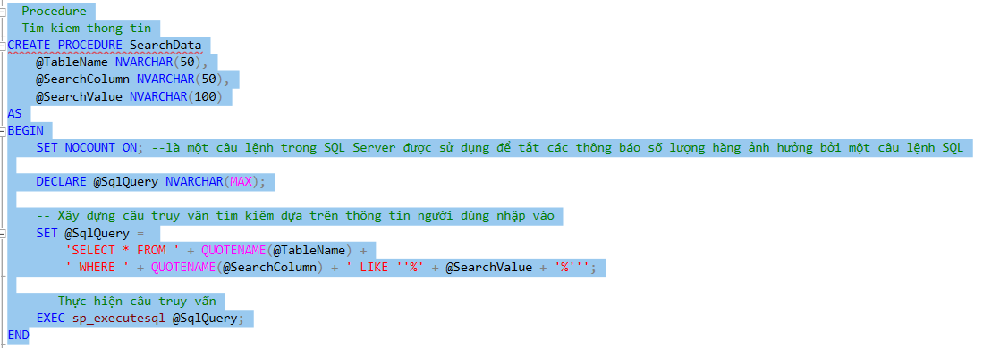 --Procedure
--Tim kiem thong tin
CREATE PROCEDURE SearchData
    @TableName NVARCHAR(50),
    @SearchColumn NVARCHAR(50),
    @SearchValue NVARCHAR(100)
AS
BEGIN
    SET NOCOUNT ON; --là một câu lệnh trong SQL Server được sử dụng để tắt các thông báo số lượng hàng ảnh hưởng bởi một câu lệnh SQL
    DECLARE @SqlQuery NVARCHAR(MAX);
    -- Xây dựng câu truy vấn tìm kiếm dựa trên thông tin người dùng nhập vào
    SET @SqlQuery =
        'SELECT * FROM ' + QUOTENAME(@TableName) +
        ' WHERE ' + QUOTENAME(@SearchColumn) + ' LIKE ''%' + @SearchValue + '%''';
    -- Thực hiện câu truy vấn
    EXEC sp_executesql @SqlQuery;
END